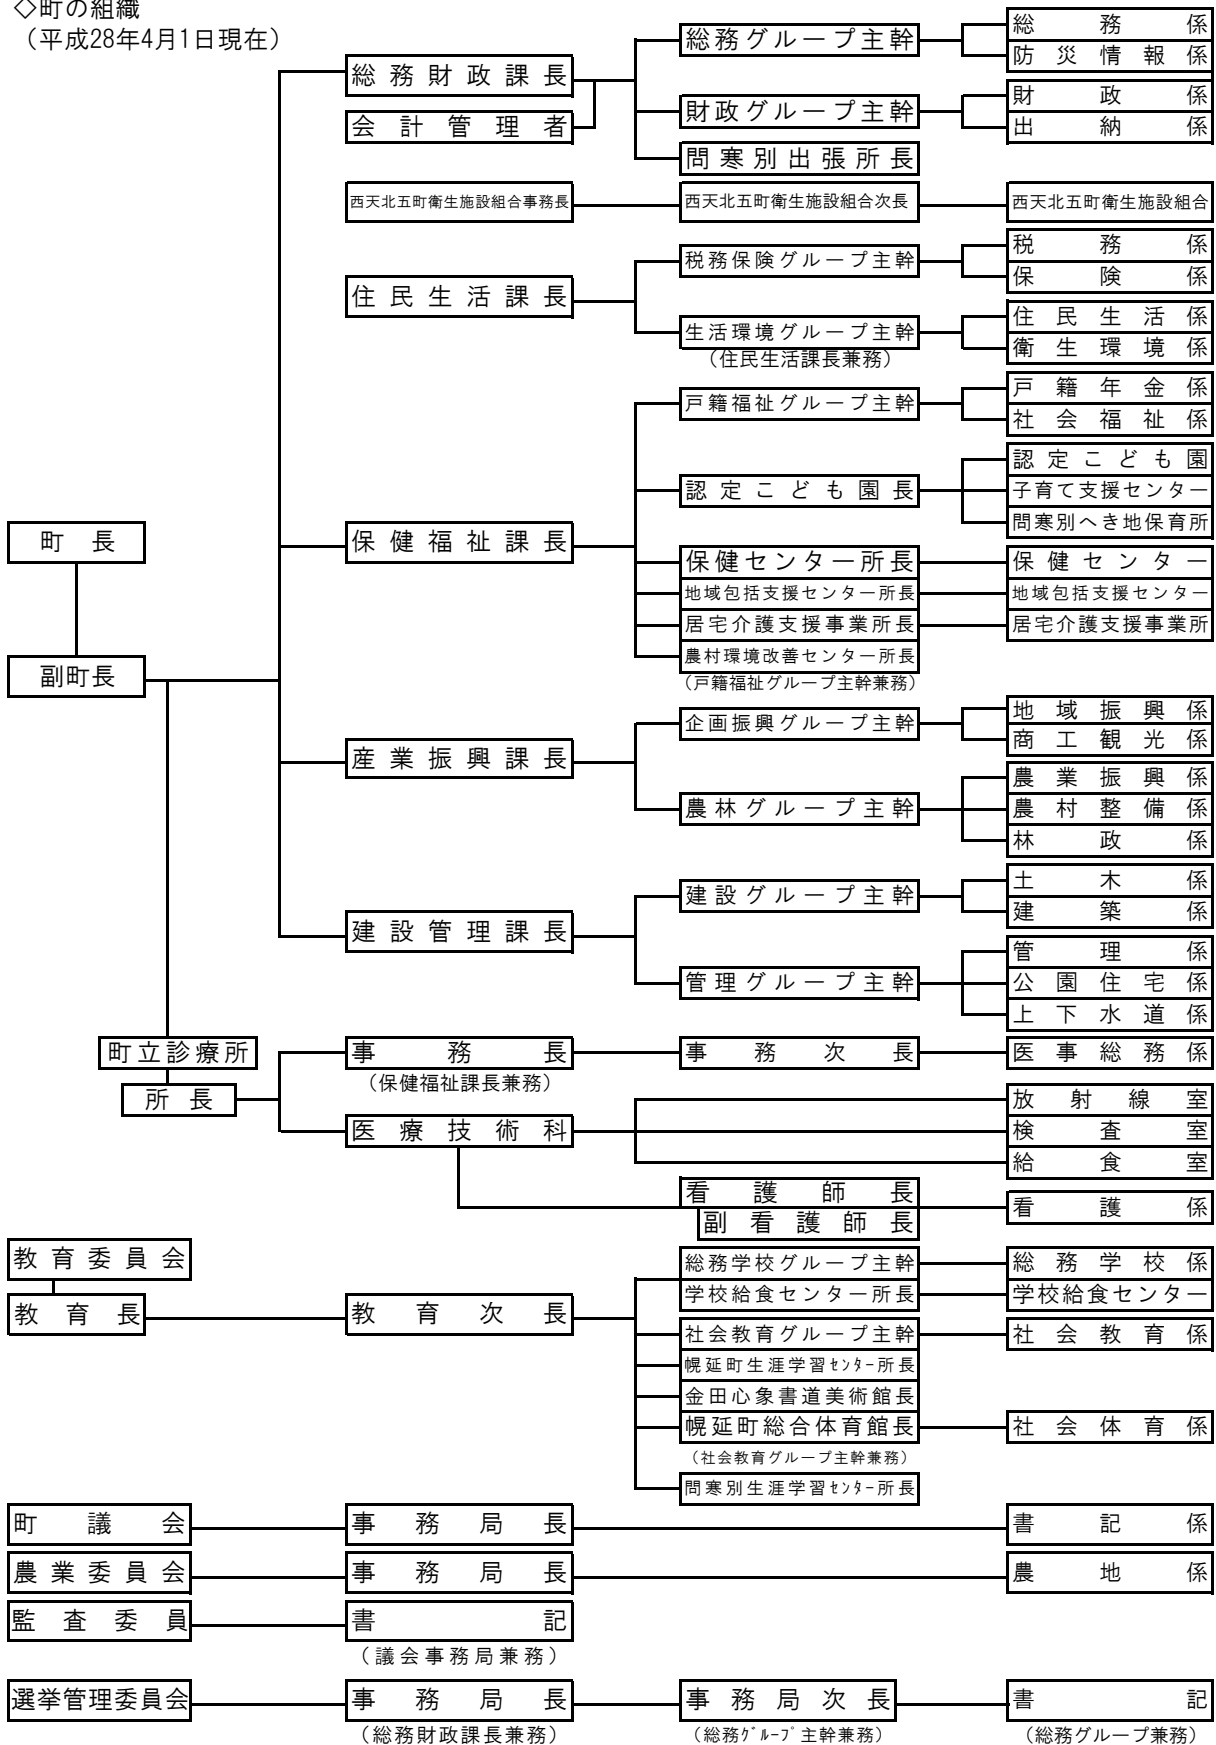 ◇町の組織
（平成28年4月1日現在）
総務財政課長
会計管理者
総務グループ主幹
総務係
防災情報係
財政グループ主幹
財政係
出納係
問寒別出張所長
西天北五町衛生施設組合事務長
西天北五町衛生施設組合次長
西天北五町衛生施設組合
住民生活課長
税務保険グループ主幹
税務係
保険係
生活環境グループ主幹
（住民生活課長兼務）
住民生活係
衛生環境係
町長
副町長
保健福祉課長
戸籍福祉グループ主幹
戸籍年金係
社会福祉係
認定こども園長
認定こども園
子育て支援センター
問寒別へき地保育所
保健センター所長
保健センター
地域包括支援センター所長
地域包括支援センター
居宅介護支援事業所長
居宅介護支援事業所
農村環境改善センター所長
（戸籍福祉グループ主幹兼務）
産業振興課長
企画振興グループ主幹
地域振興係
商工観光係
農林グループ主幹
農業振興係
農村整備係
林政係
建設管理課長
建設グループ主幹
土木係
建築係
管理グループ主幹
管理係
公園住宅係
上下水道係
町立診療所
所長
事務長
（保健福祉課長兼務）
事務次長
医事総務係
医療技術科
放射線室
検査室
給食室
看護師長
副看護師長
看護係
教育委員会
教育長
教育次長
総務学校グループ主幹
総務学校係
学校給食センター所長
学校給食センター
社会教育グループ主幹
社会教育係
幌延町生涯学習ｾﾝﾀｰ所長
金田心象書道美術館長
幌延町総合体育館長
（社会教育グループ主幹兼務）
社会体育係
問寒別生涯学習ｾﾝﾀｰ所長
町議会
事務局長
書記係
農業委員会
事務局長
農地係
監査委員
書記
（議会事務局兼務）
選挙管理委員会
事務局長
（総務財政課長兼務）
事務局次長
（総務ｸﾞﾙｰﾌﾟ主幹兼務）
書記
（総務グループ兼務）